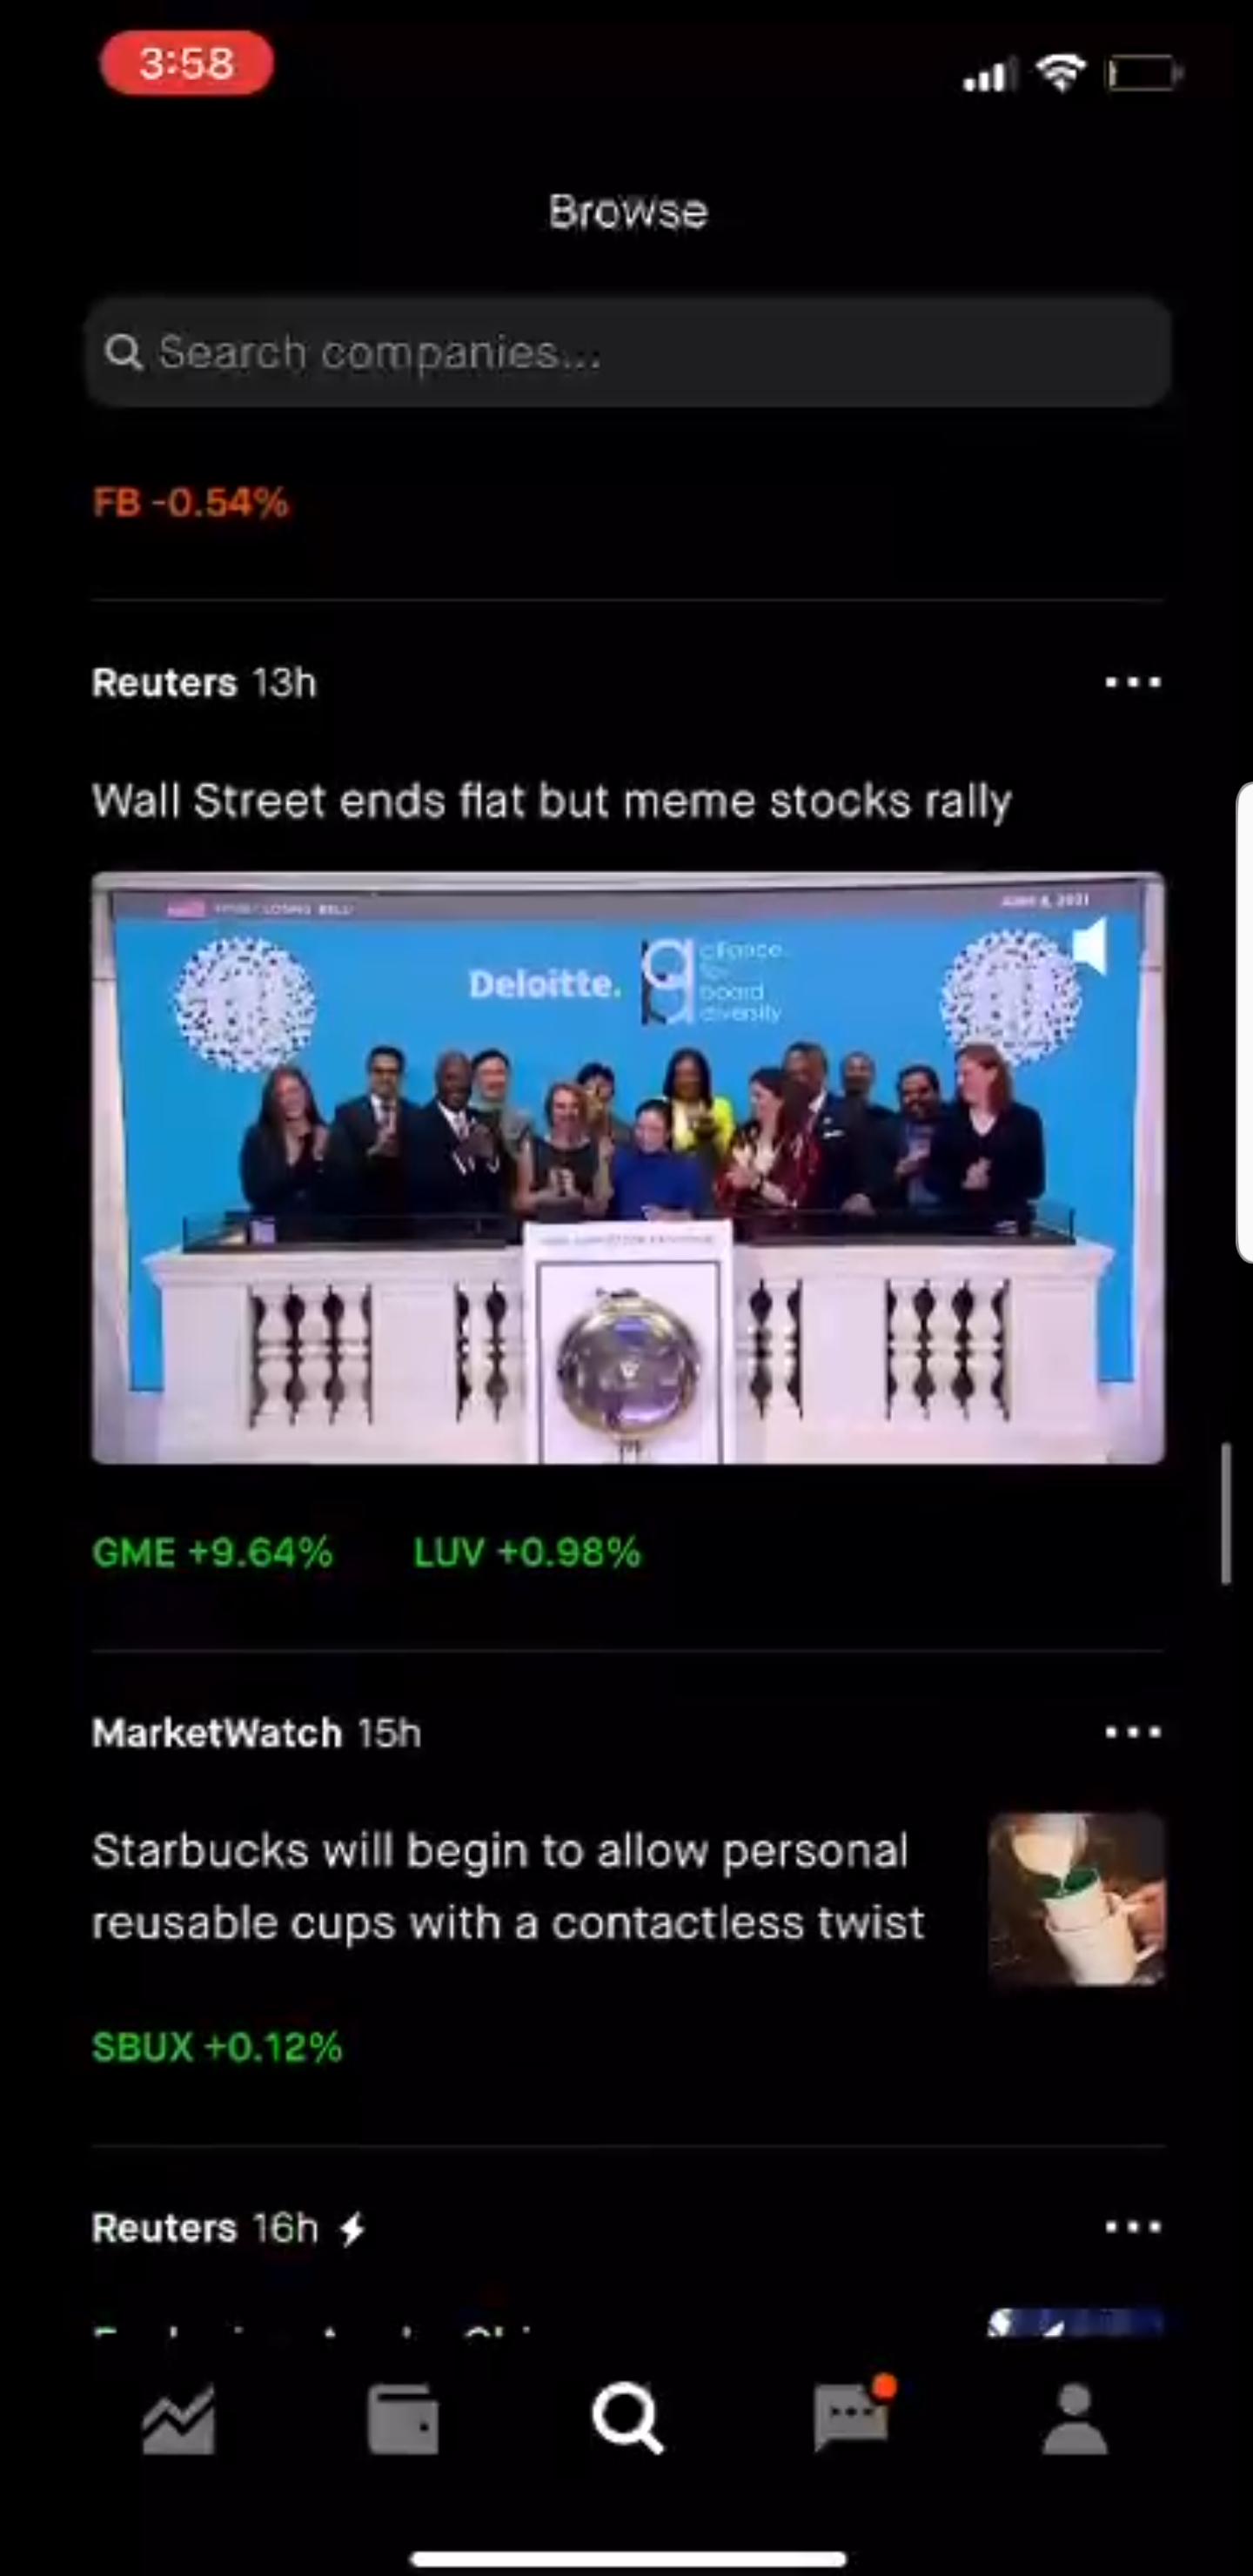 3:58
Browse
Search companies...
FB -0.54%
Reuters 13h
Wall Street ends flat but meme stocks rally
Deloitte.
alliance
for
board
diversity
GME +9.64% LUV +0.98%
MarketWatch 15h
Starbucks will begin to allow personal
reusable cups with a contactless twist
SBUX +0.12%
Reuters 16h